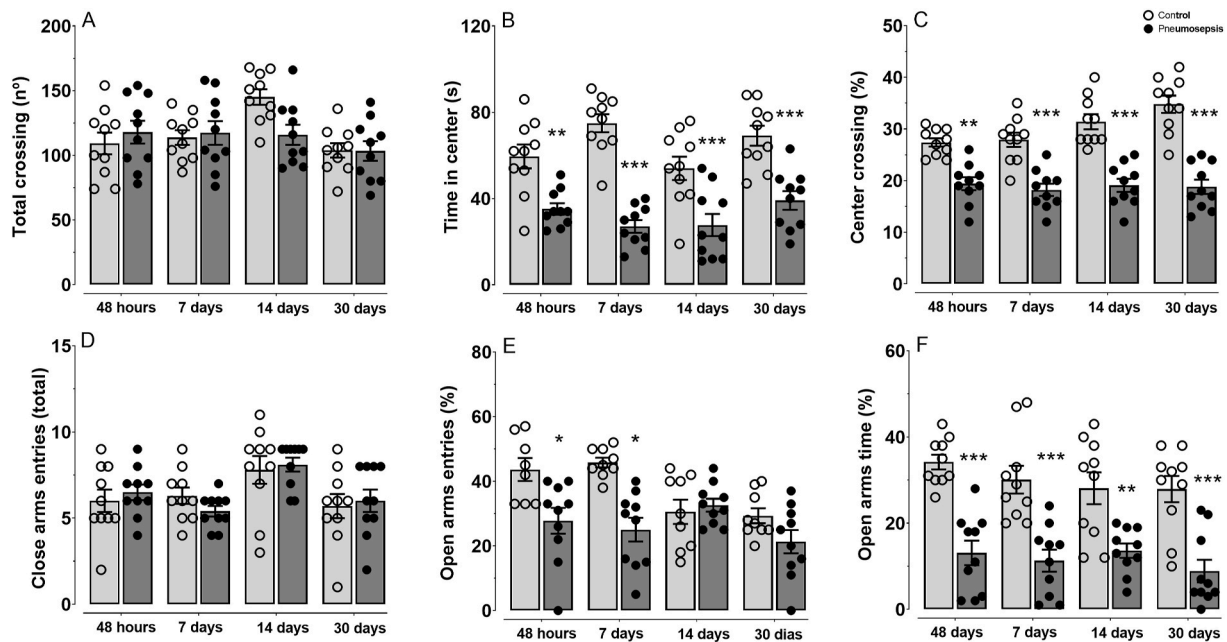 A
Total crossing (nº)
200
150
100
50
0
48 hours 7 days 14 days 30 days
B
Time in center (s)
120
80
40
0
** *** *** ***
48 hours 7 days 14 days 30 days
C
Control
Pneumosepsis
Center crossing (%)
50
40
30
20
10
0
** *** *** ***
48 hours 7 days 14 days 30 days
D
Close arms entries (total)
15
10
5
0
48 hours 7 days 14 days 30 days
E
Open arms entries (%)
80
60
40
20
0
* *
48 hours 7 days 14 days 30 dias
F
Open arms time (%)
60
40
20
0
*** *** ** ***
48 days 7 days 14 days 30 days